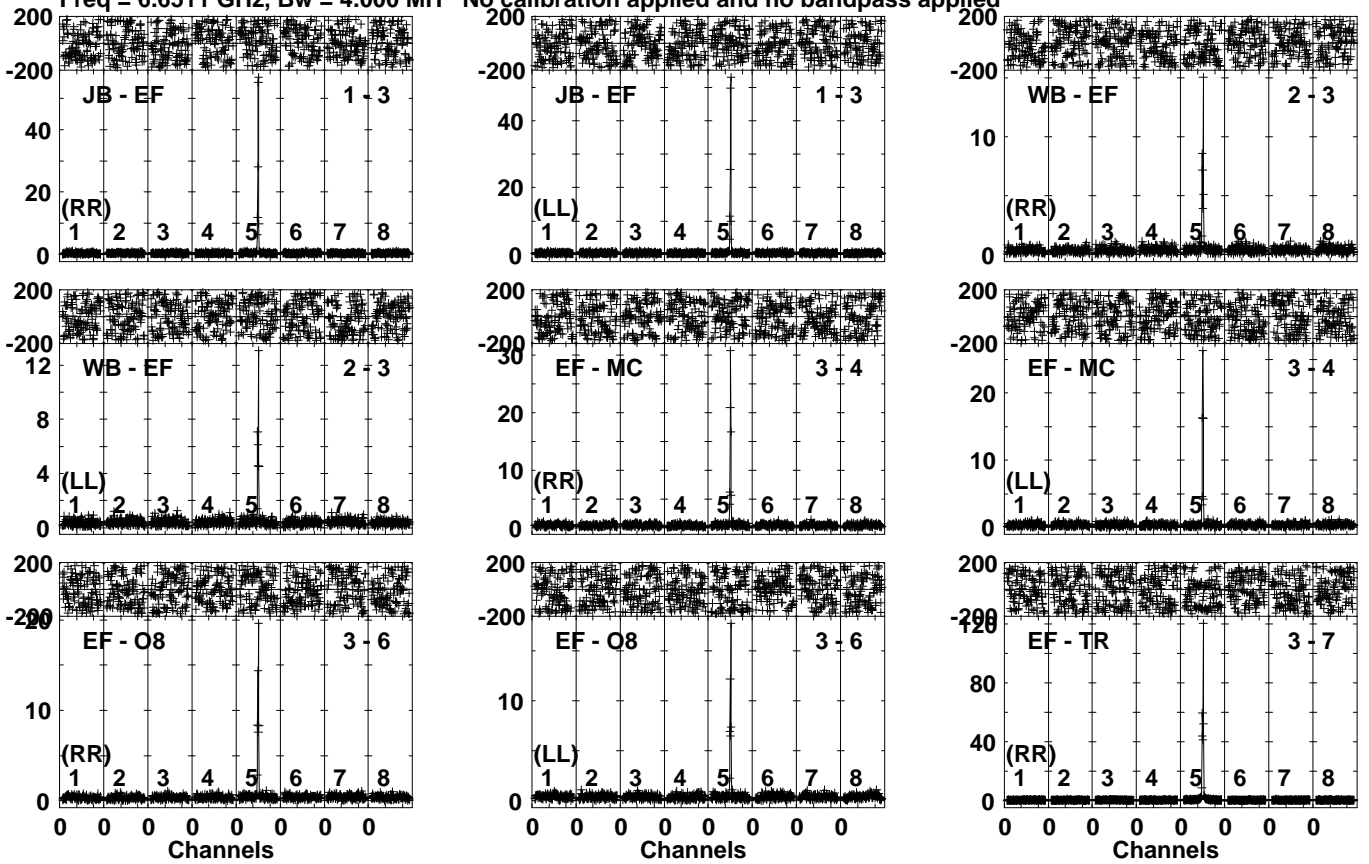 Freq = 6.6511 GHz, Bw = 4.000 MH No calibration applied and no bandpass applied
200 200 200
-200 -200 -200
JB - EF 1 - 3 JB - EF 1 - 3 WB - EF 2 - 3
40 40 10
20 20
(RR) (LL) (RR)
1 2 3 4 5 6 7 8 1 2 3 4 5 6 7 8 1 2 3 4 5 6 7 8
0 0 0
200 200 200
-200 -200 -200
30
12 WB - EF 2 - 3 EF - MC 3 - 4 EF - MC 3 - 4
8 20 20
4 10 10
(LL) (RR) (LL)
1 2 3 4 5 6 7 8 1 2 3 4 5 6 7 8 1 2 3 4 5 6 7 8
0 0 0
200 200 200
-200 -200 -200
20 120
EF - O8 3 - 6 EF - O8 3 - 6 EF - TR 3 - 7
80
10 10
40
(RR) (LL) (RR)
1 2 3 4 5 6 7 8 1 2 3 4 5 6 7 8 1 2 3 4 5 6 7 8
0 0 0
0 0 0 0 0 0 0 0 0 0 0 0 0 0 0 0 0 0 0 0 0 0 0 0
Channels Channels Channels